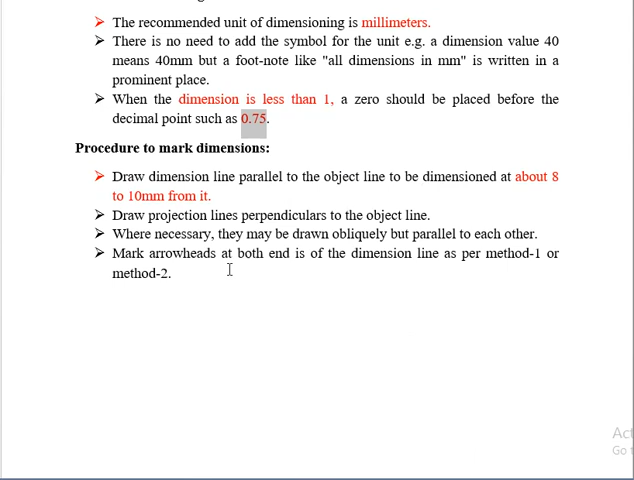 ➢ The recommended unit of dimensioning is millimeters.
➢ There is no need to add the symbol for the unit e.g. a dimension value 40
means 40mm but a foot-note like "all dimensions in mm" is written in a
prominent place.
➢ When the dimension is less than 1, a zero should be placed before the
decimal point such as 0.75.
Procedure to mark dimensions:
➢ Draw dimension line parallel to the object line to be dimensioned at about 8
to 10mm from it.
➢ Draw projection lines perpendiculars to the object line.
➢ Where necessary, they may be drawn obliquely but parallel to each other.
➢ Mark arrowheads at both end is of the dimension line as per method-1 or
method-2.
Act
Go t